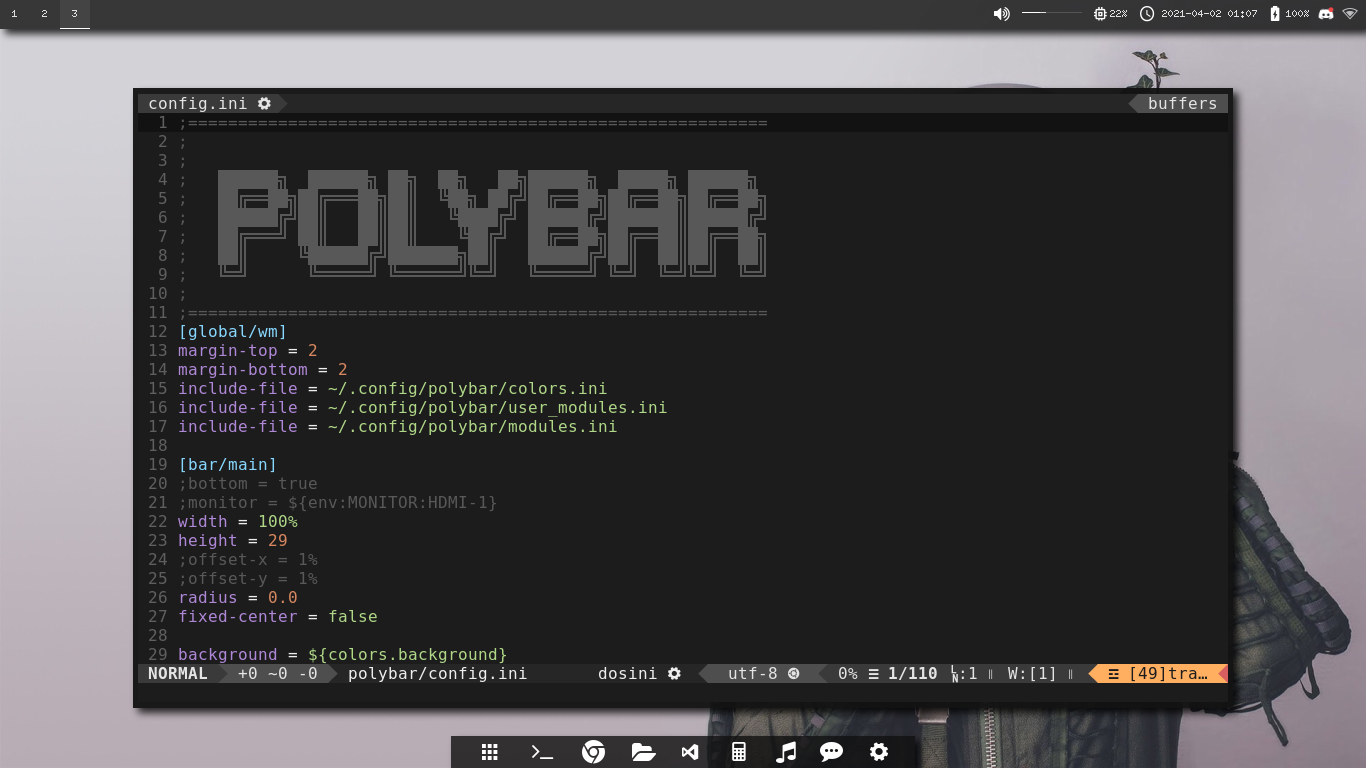 1 2 3 22% 2021-04-02 01:07 100%
config.ini buffers
1 ;==========================================================
2 ;
3 ;
4 ;
5 ;
6 ; POLYBAR
7 ;
8 ;
9 ;
10 ;
11 ;==========================================================
12 [global/wm]
13 margin-top = 2
14 margin-bottom = 2
15 include-file = ~/.config/polybar/colors.ini
16 include-file = ~/.config/polybar/user_modules.ini
17 include-file = ~/.config/polybar/modules.ini
18
19 [bar/main]
20 ;bottom = true
21 ;monitor = ${env:MONITOR:HDMI-1}
22 width = 100%
23 height = 29
24 ;offset-x = 1%
25 ;offset-y = 1%
26 radius = 0.0
27 fixed-center = false
28
29 background = ${colors.background}
NORMAL +0 ~0 -0 polybar/config.ini dosini utf-8 0% ☰ 1/110 LN:1 W:[1] [49]tra…